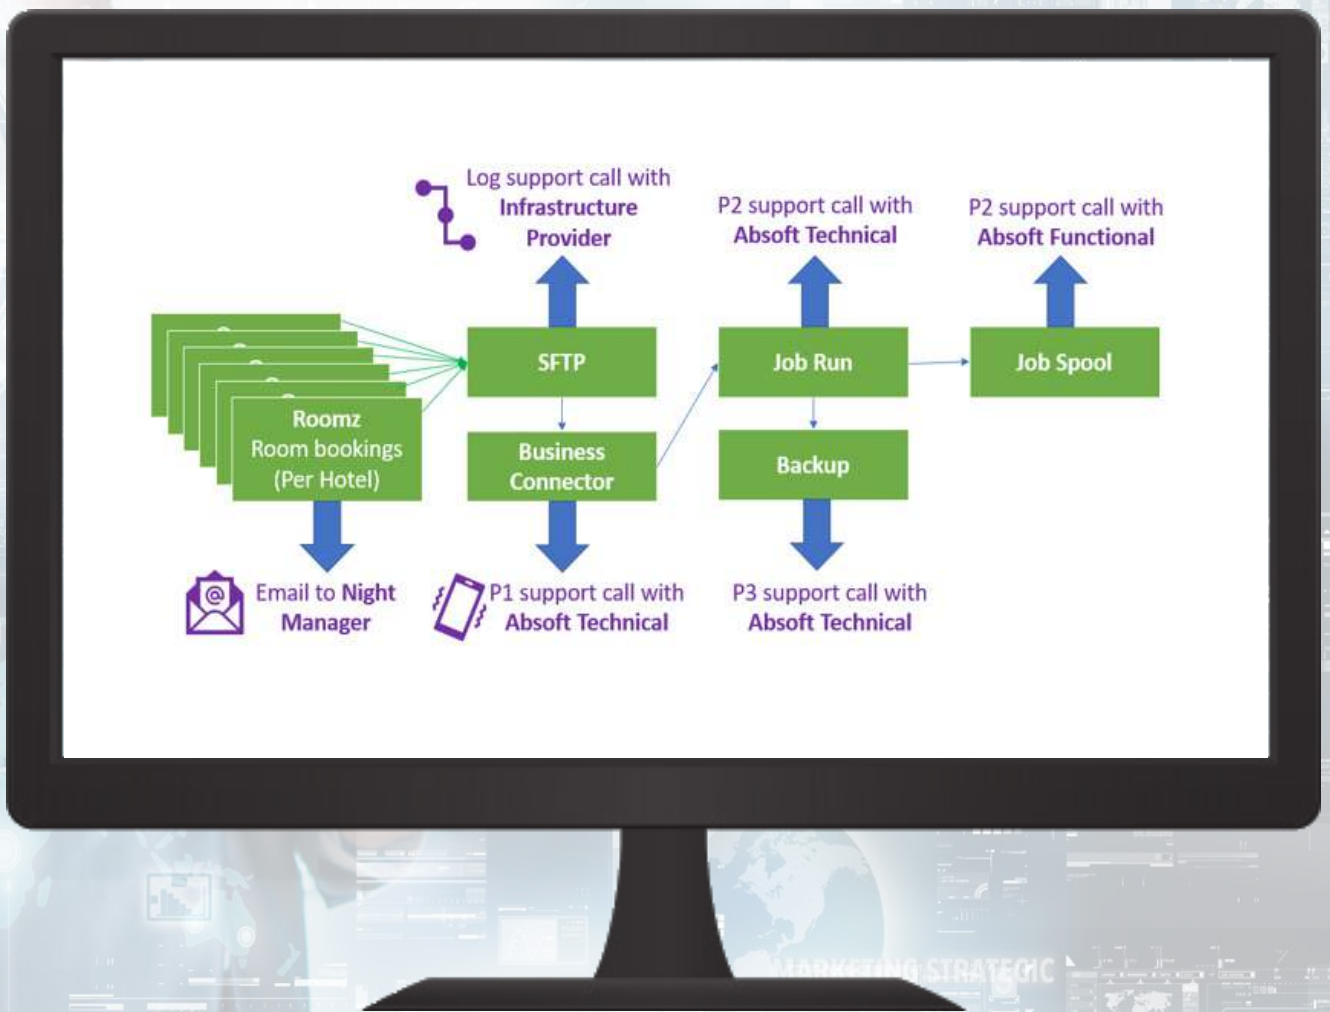 Log support call with
Infrastructure
Provider
P2 support call with
Absoft Technical
P2 support call with
Absoft Functional
SFTP
Job Run
Job Spool
Roomz
Room bookings
(Per Hotel)
Business
Connector
Backup
@
Email to Night
Manager
P1 support call with
Absoft Technical
P3 support call with
Absoft Technical
MARKETING STRATEGIC